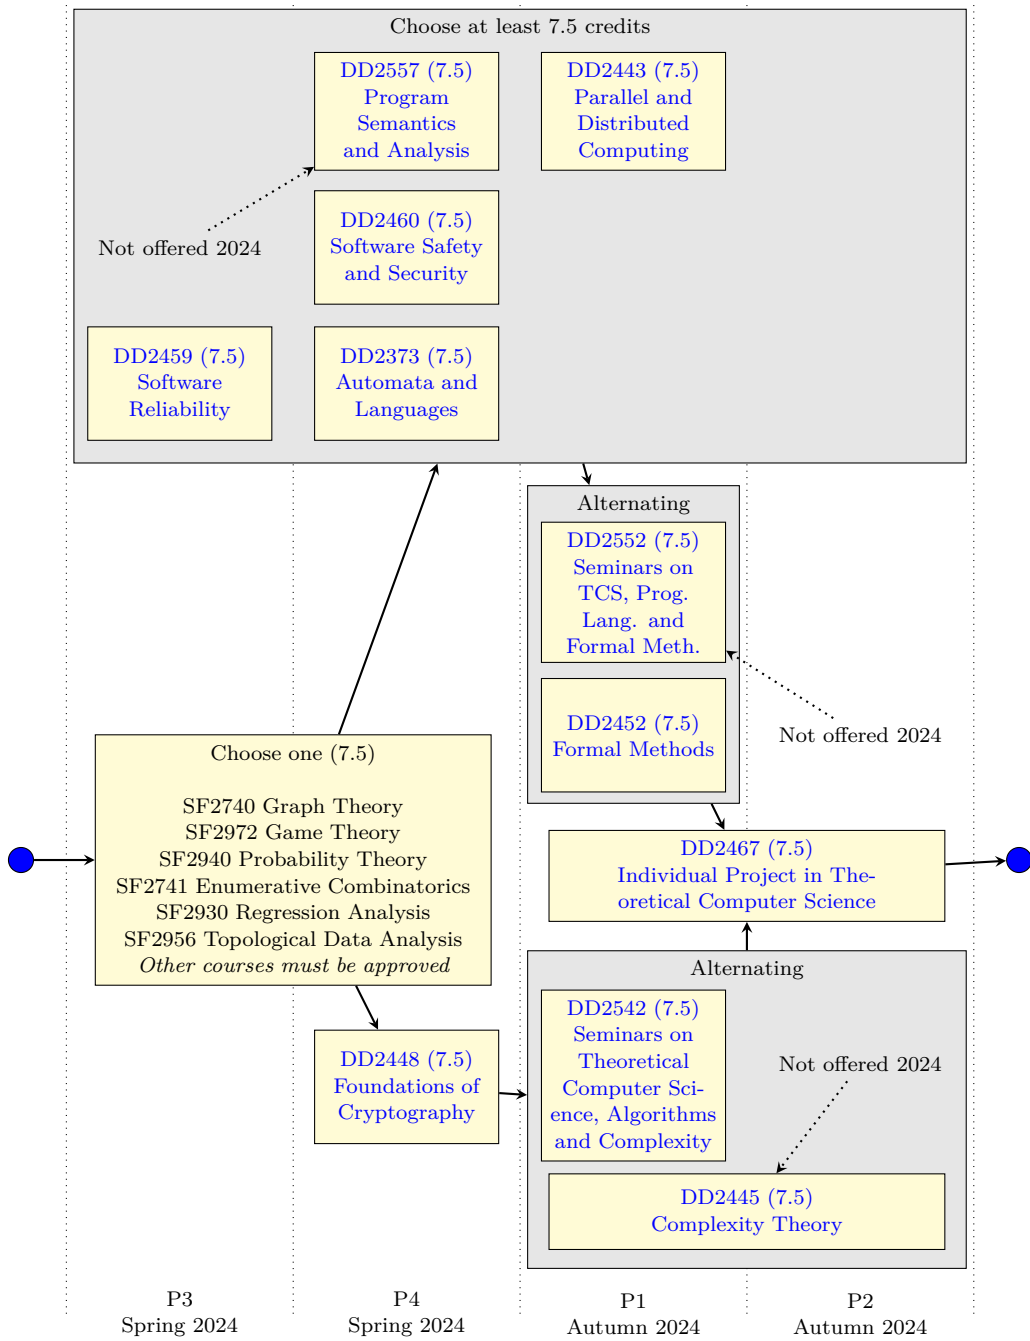 Choose at least 7.5 credits
DD2557 (7.5)
Program
Semantics
and Analysis
DD2443 (7.5)
Parallel and
Distributed
Computing
Not offered 2024
DD2460 (7.5)
Software Safety
and Security
DD2459 (7.5)
Software
Reliability
DD2373 (7.5)
Automata and
Languages
Alternating
DD2552 (7.5)
Seminars on
TCS, Prog.
Lang. and
Formal Meth.
DD2452 (7.5)
Formal Methods
Not offered 2024
Choose one (7.5)
SF2740 Graph Theory
SF2972 Game Theory
SF2940 Probability Theory
SF2741 Enumerative Combinatorics
SF2930 Regression Analysis
SF2956 Topological Data Analysis
Other courses must be approved
DD2467 (7.5)
Individual Project in The-
oretical Computer Science
DD2448 (7.5)
Foundations of
Cryptography
Alternating
DD2542 (7.5)
Seminars on
Theoretical
Computer Sci-
ence, Algorithms
and Complexity
Not offered 2024
DD2445 (7.5)
Complexity Theory
P3
Spring 2024
P4
Spring 2024
P1
Autumn 2024
P2
Autumn 2024